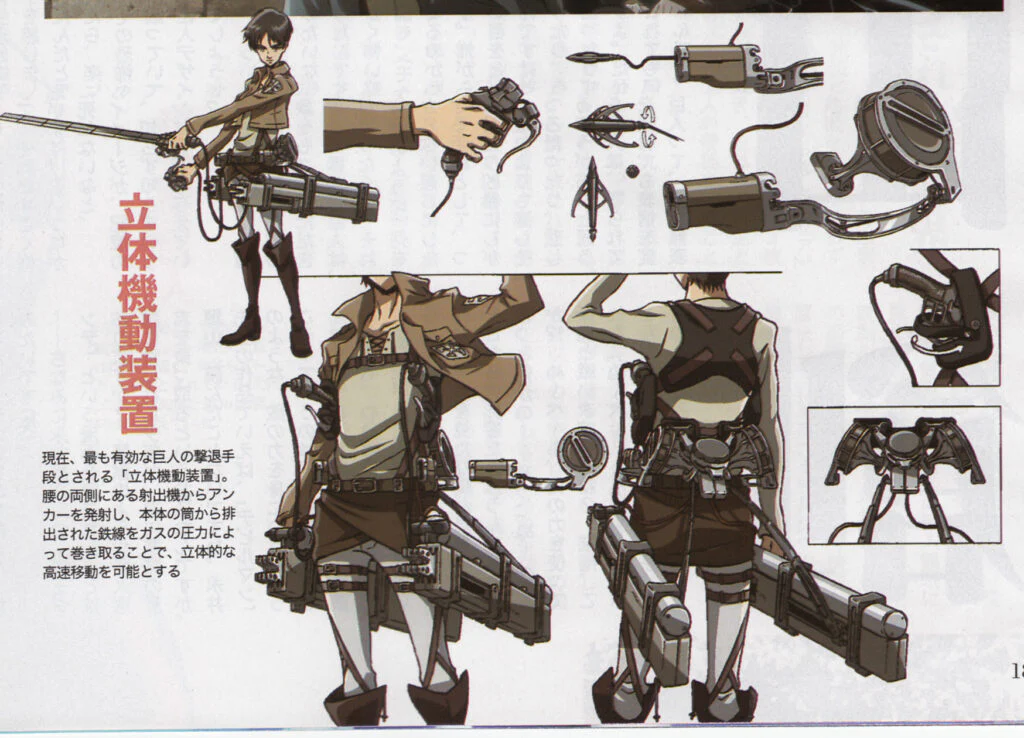 立体機動装置
現在、最も有効な巨人の撃退手
段とされる「立体機動装置」。
腰の両側にある射出機からアン
カーを発射し、本体の筒から排
出された鉄線をガスの圧力によ
って巻き取ることで、立体的な
高速移動を可能とする